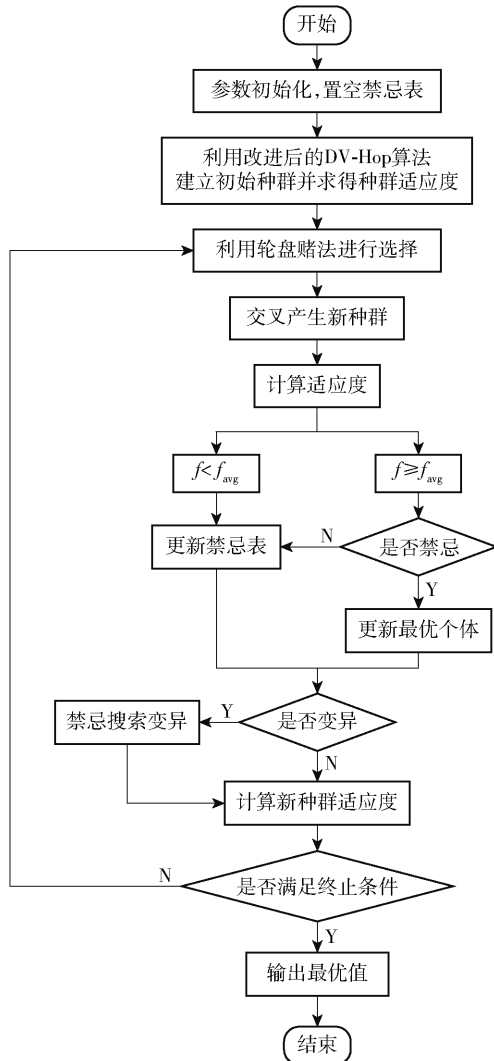 开始
参数初始化,置空禁忌表
利用改进后的DV-Hop算法
建立初始种群并求得种群适应度
利用轮盘赌法进行选择
交叉产生新种群
计算适应度
f<favg
f≥favg
更新禁忌表
N
是否禁忌
Y
更新最优个体
禁忌搜索变异
Y
是否变异
N
计算新种群适应度
N
是否满足终止条件
Y
输出最优值
结束